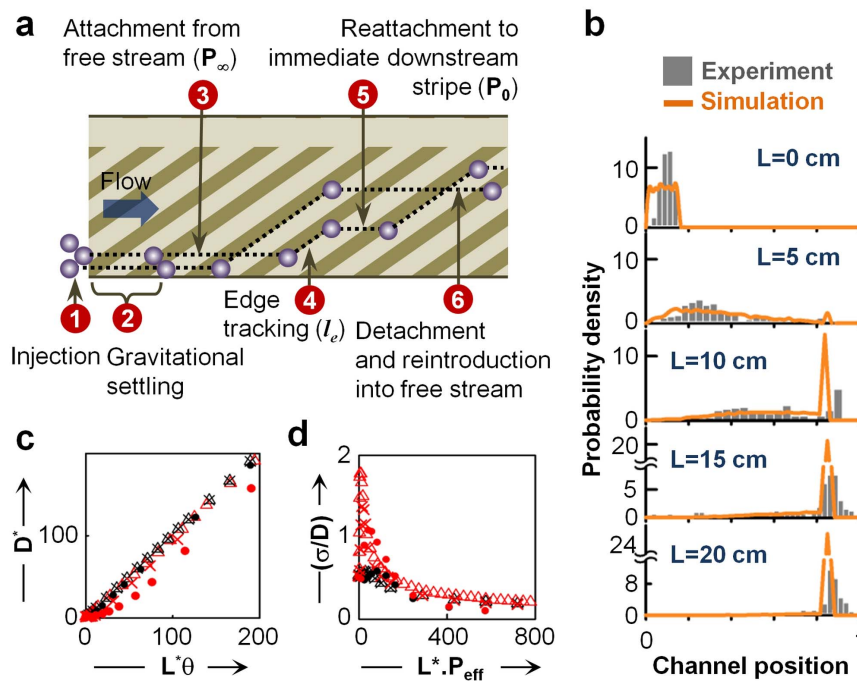 a
Attachment from
free stream (P∞)
Reattachment to
immediate downstream
stripe (P0)
3
5
Flow
1
2
4
6
Injection
Gravitational
settling
Edge
tracking (le)
Detachment
and reintroduction
into free stream
b
Experiment
Simulation
Probability density
10
0
L=0 cm
10
0
L=5 cm
10
0
L=10 cm
20
5
0
L=15 cm
24
8
0
L=20 cm
0
Channel position
c
D*
100
0
0
100
200
L*θ
d
(σ/D)
2
1
0
0
400
800
L*.Peff